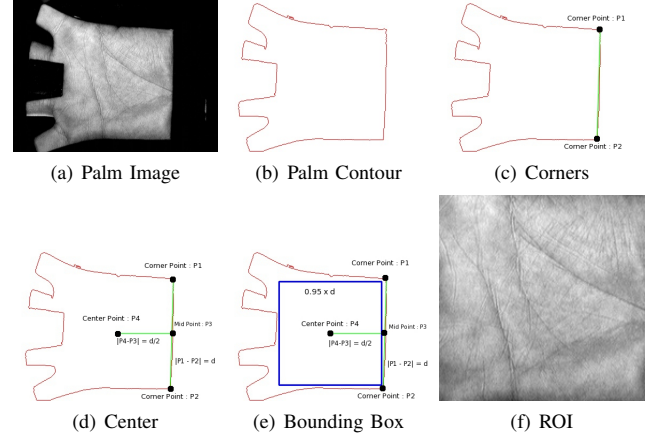 Corner Point : P1
Corner Point : P2
(a) Palm Image
(b) Palm Contour
(c) Corners
Corner Point : P1
Center Point : P4
Mid Point : P3
|P4-P3| = d/2
|P1 - P2| = d
Corner Point : P2
Corner Point : P1
0.95 x d
Center Point : P4
Mid Point : P3
|P4-P3| = d/2
|P1 - P2| = d
Corner Point : P2
(d) Center
(e) Bounding Box
(f) ROI